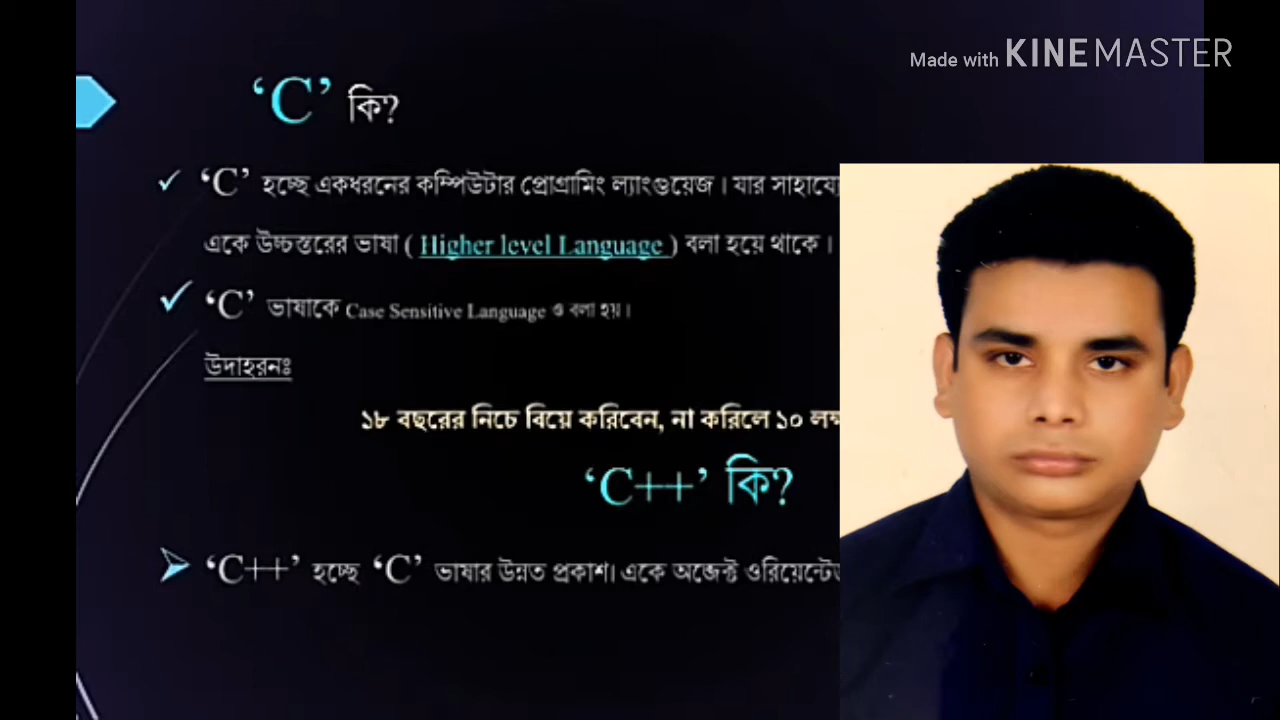 Made with KINEMASTER
‘C’ কি?
‘C’ হচ্ছে একধরনের কম্পিউটার প্রোগ্রামিং ল্যাংগুয়েজ। যার সাহায্যে
একে উচ্চস্তরের ভাষা ( Higher level Language ) বলা হয়ে থাকে।
‘C’ ভাষাকে Case Sensitive Language ও বলা হয়।
উদাহরনঃ
১৮ বছরের নিচে বিয়ে করিবেন, না করিলে ১০
‘C++’ কি?
‘C++’ হচ্ছে ‘C’ ভাষার উন্নত প্রকাশ। একে অব্জেক্ট